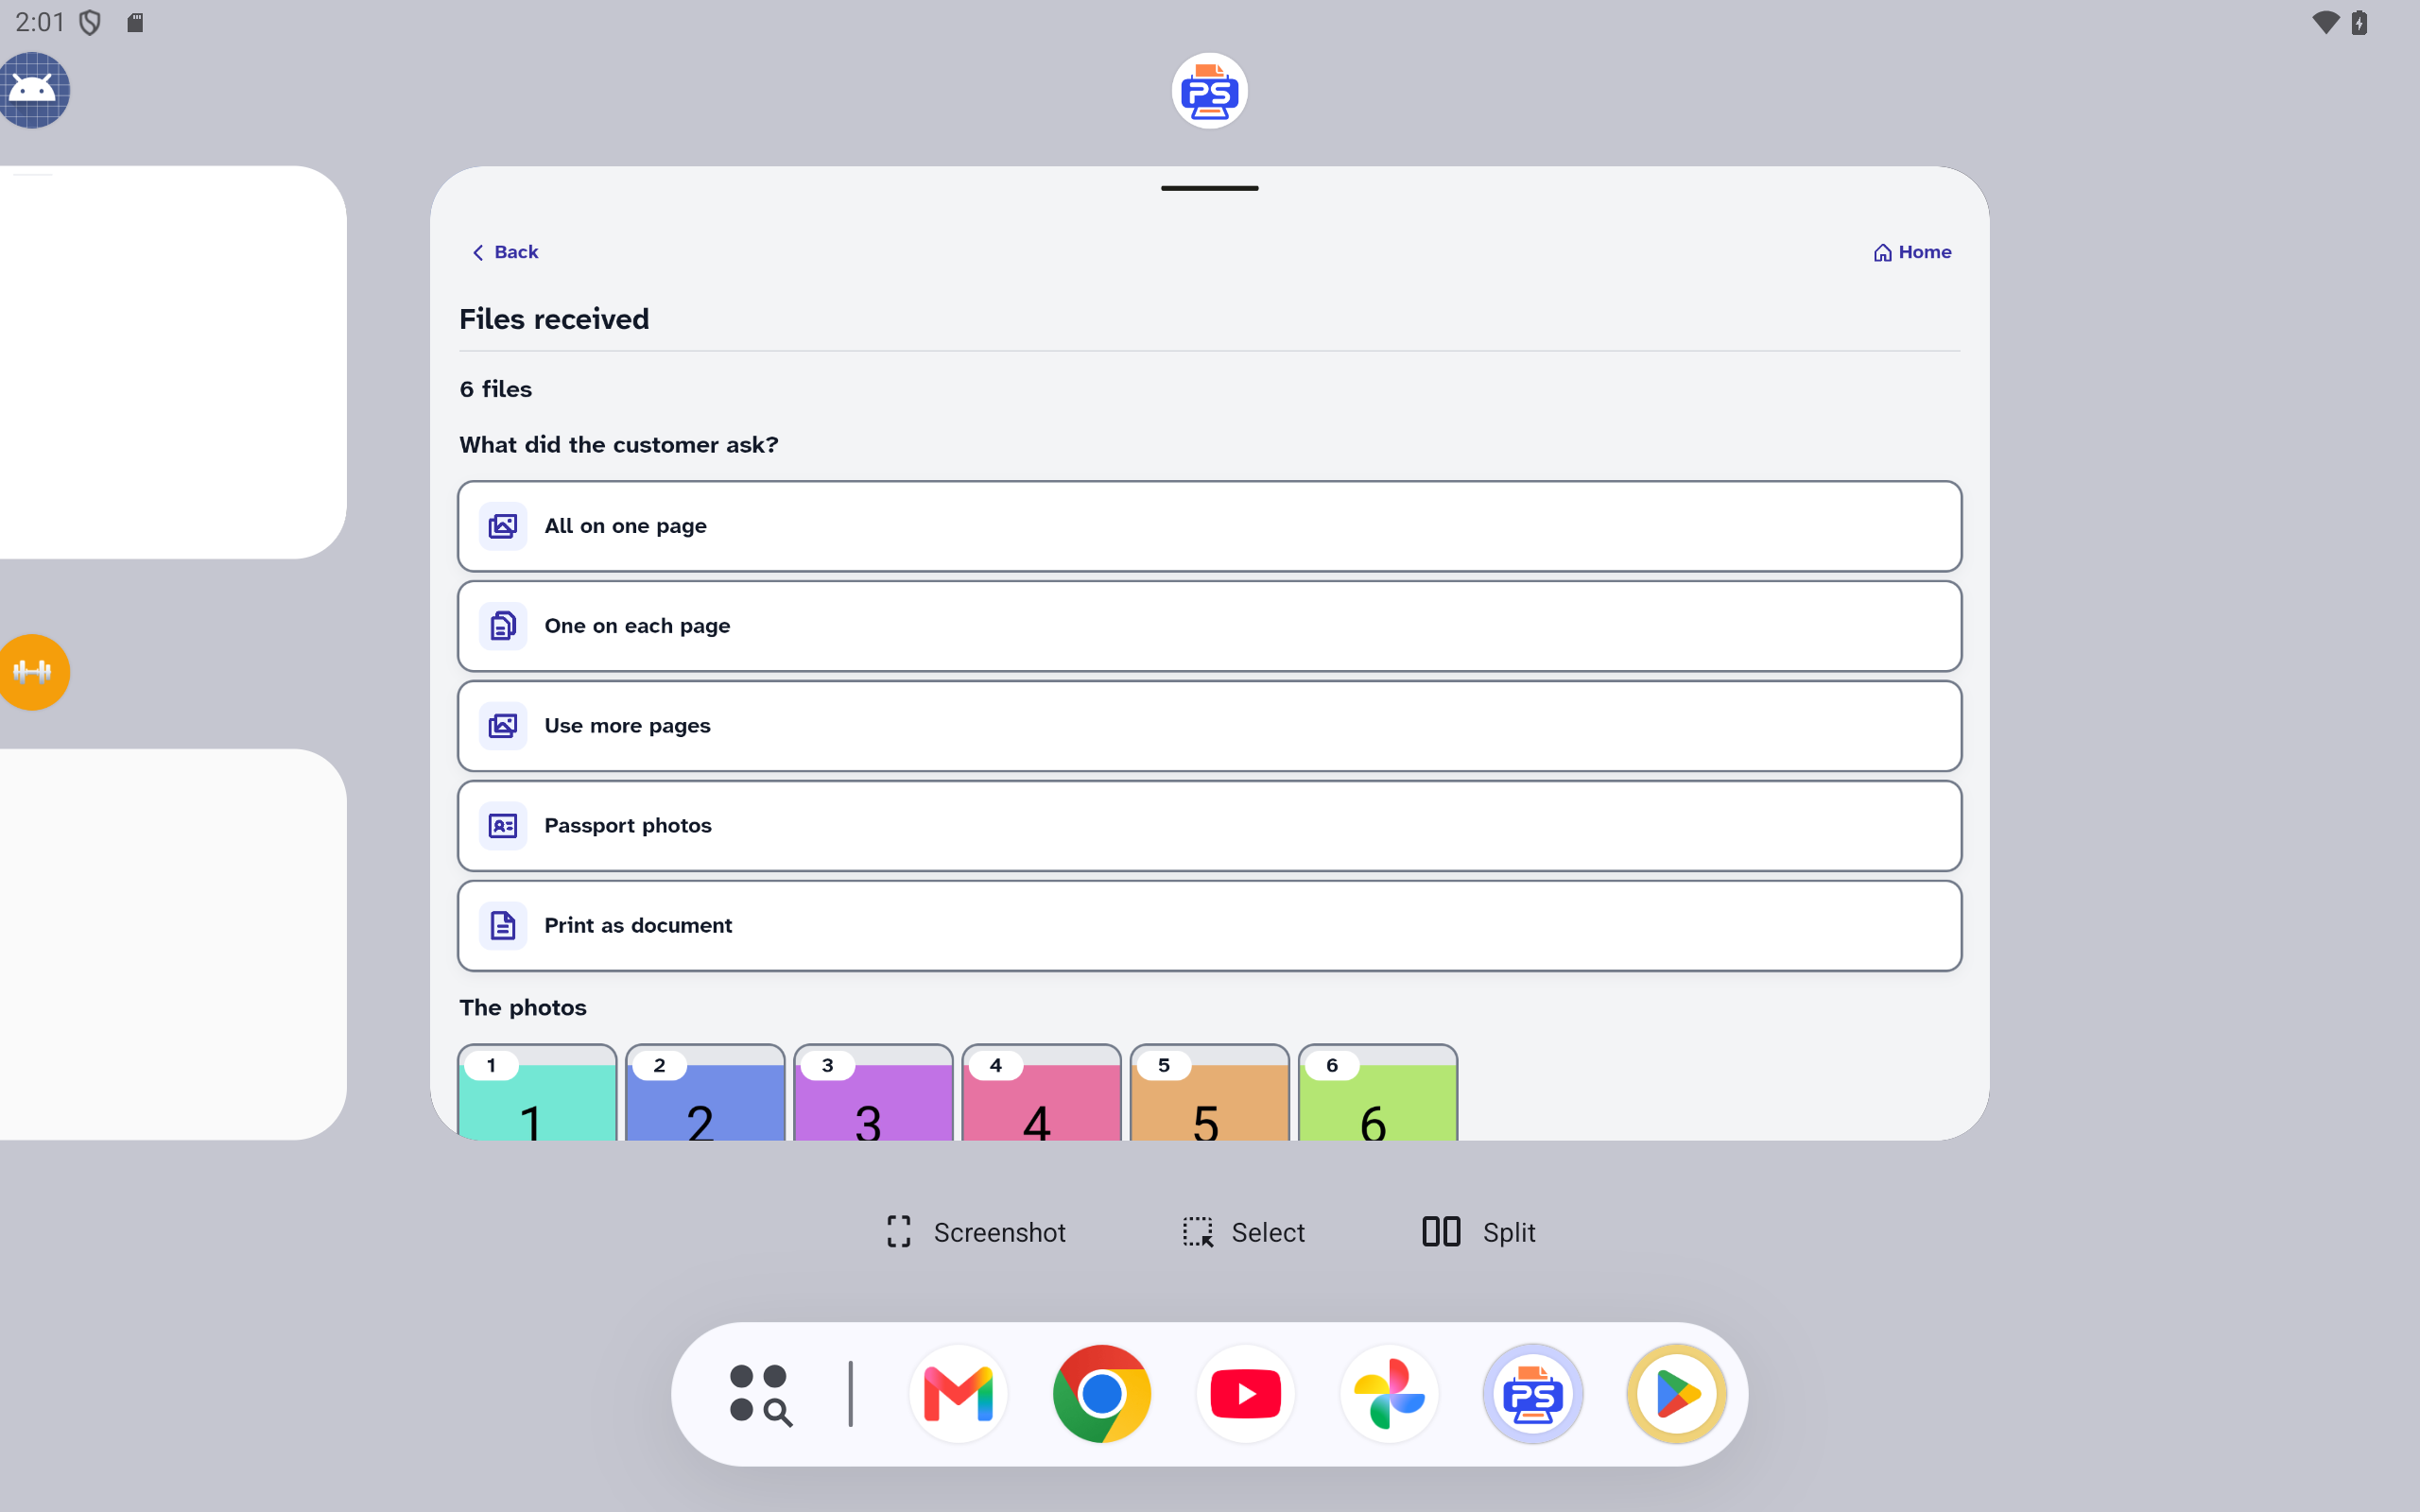 2:01
PS
Back
Home
Files received
6 files
What did the customer ask?
All on one page
One on each page
Use more pages
Passport photos
Print as document
The photos
1 2 3 4 5 6
1 2 3 4 5 6
Screenshot Select Split
PS